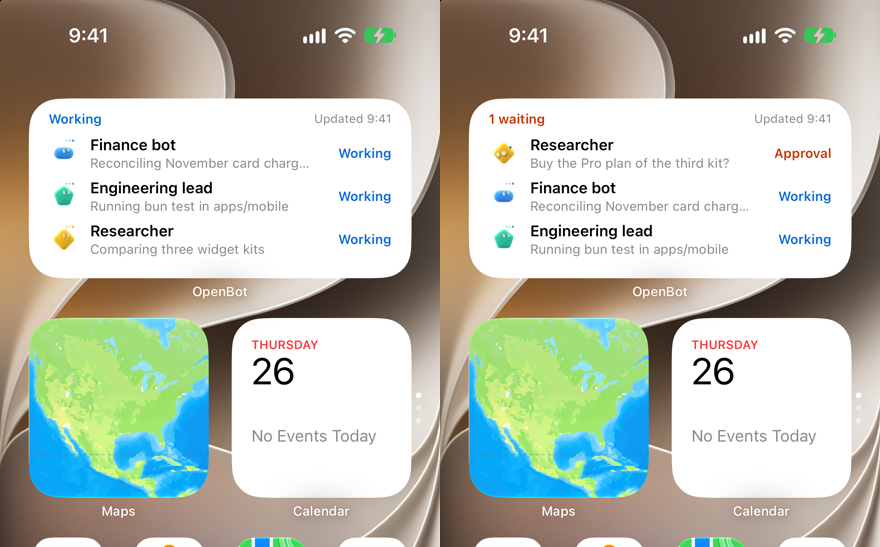 9:41
Working
Updated 9:41
Finance bot
Reconciling November card charg...
Working
Engineering lead
Running bun test in apps/mobile
Working
Researcher
Comparing three widget kits
Working
OpenBot
THURSDAY
26
No Events Today
Maps
Calendar
9:41
1 waiting
Updated 9:41
Researcher
Buy the Pro plan of the third kit?
Approval
Finance bot
Reconciling November card charg...
Working
Engineering lead
Running bun test in apps/mobile
Working
OpenBot
THURSDAY
26
No Events Today
Maps
Calendar